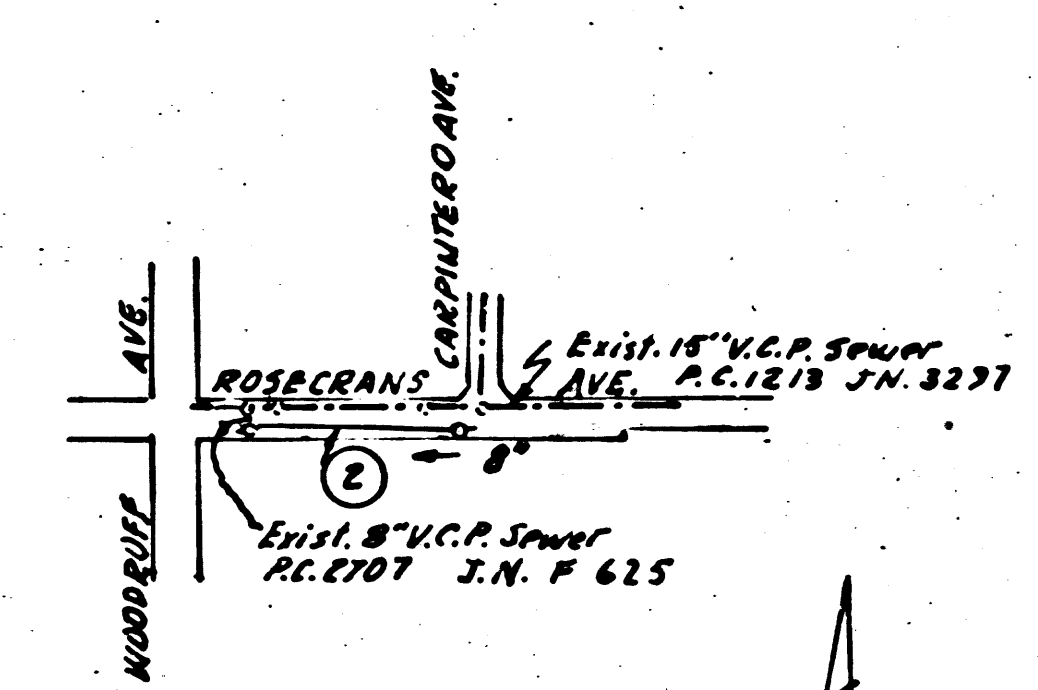 CARPINTERO AVE.
WOODRUFF AVE.
ROSECRANS AVE.
Exist. 15" V.C.P. Sewer
P.C. 1213 J.N. 3297
8"
2
Exist. 8" V.C.P. Sewer
P.C. 2707 J.N. F 625